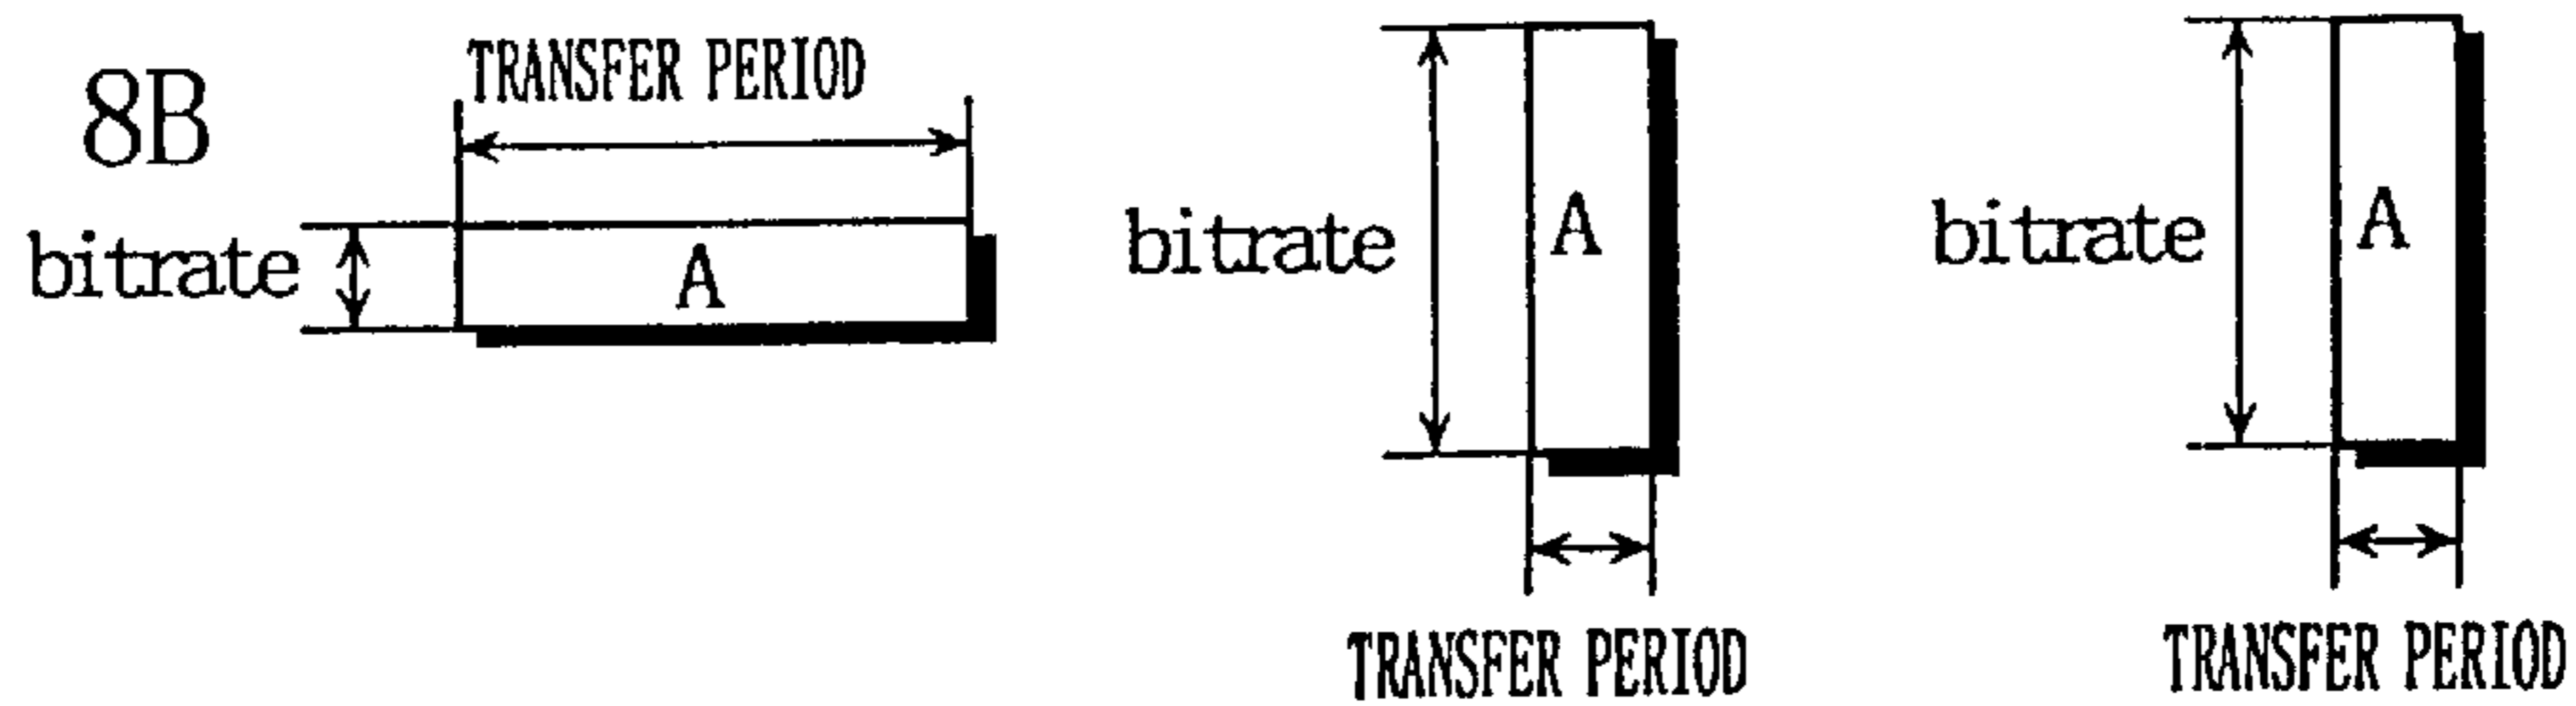 8B
TRANSFER PERIOD
bitrate
A
bitrate
A
TRANSFER PERIOD
bitrate
A
TRANSFER PERIOD